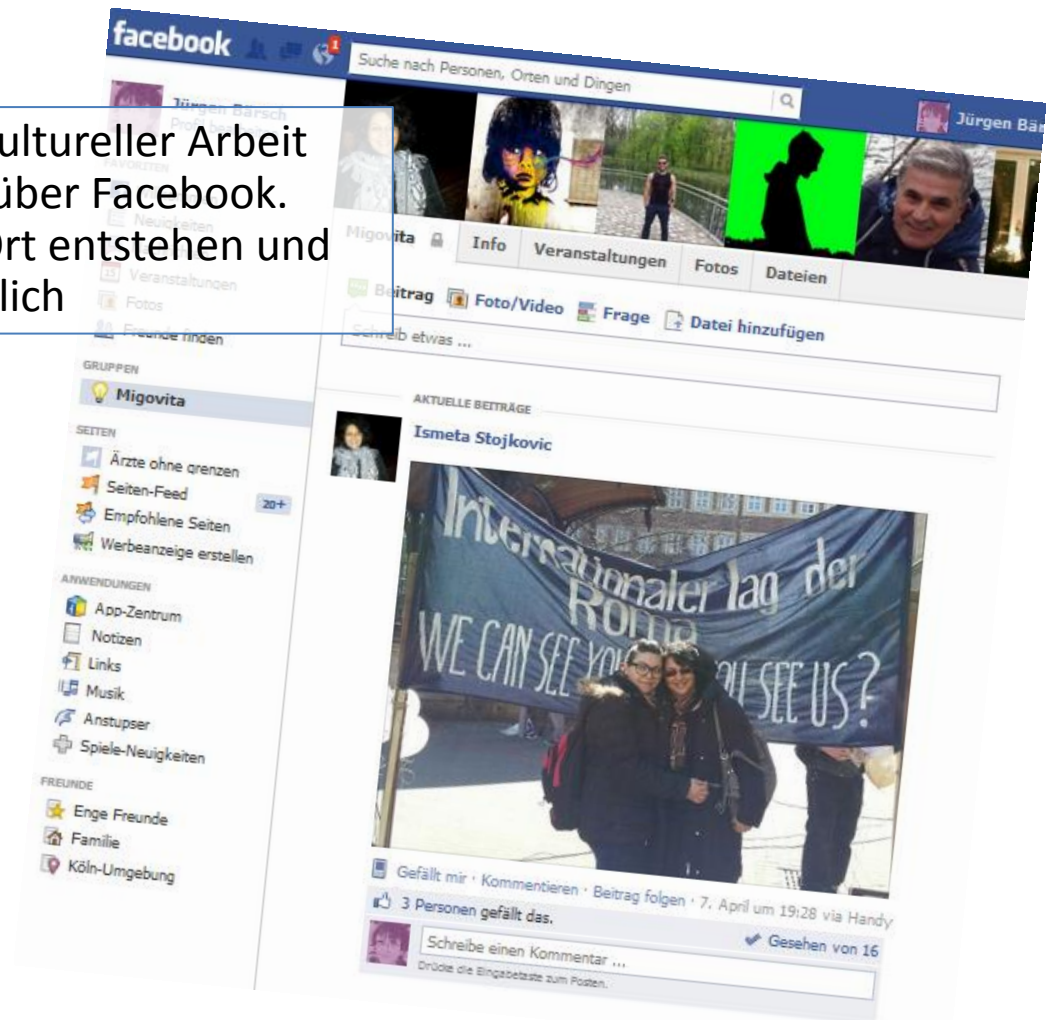 facebook
1
Suche nach Personen, Orten und Dingen
Jürgen Bär
Jürgen Bärsch
ultureller Arbeit
über Facebook.
Ort entstehen und
lich
FAVORITEN
Neuigkeiten
Veranstaltungen
Fotos
Freunde finden
GRUPPEN
Migovita
SEITEN
Ärzte ohne grenzen
Seiten-Feed 20+
Empfohlene Seiten
Werbeanzeige erstellen
ANWENDUNGEN
App-Zentrum
Notizen
Links
Musik
Anstupser
Spiele-Neuigkeiten
FREUNDE
Enge Freunde
Familie
Köln-Umgebung
Migovita Info Veranstaltungen Fotos Dateien
Beitrag Foto/Video Frage Datei hinzufügen
Schreib etwas ...
AKTUELLE BEITRÄGE
Ismeta Stojkovic
Internationaler Tag der
Roma
WE CAN SEE YOU SEE US?
Gefällt mir · Kommentieren · Beitrag folgen · 7. April um 19:28 via Handy
3 Personen gefällt das.
Gesehen von 16
Schreibe einen Kommentar ...
Drücke die Eingabetaste zum Posten.